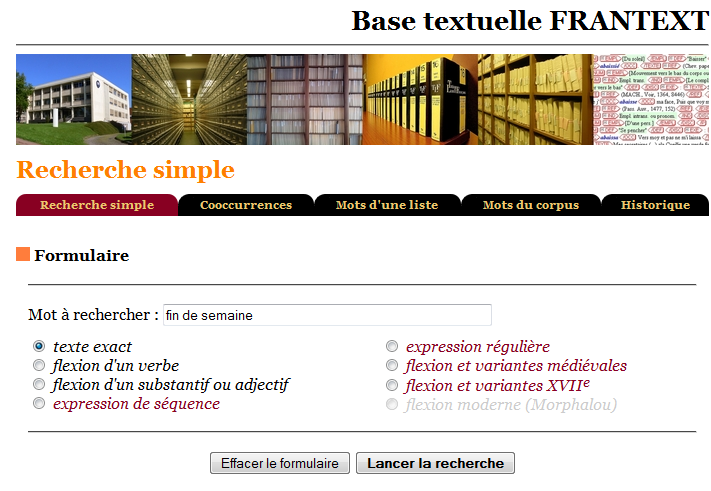 Base textuelle FRANTEXT
Recherche simple
Recherche simple Cooccurrences Mots d'une liste Mots du corpus Historique
Formulaire
Mot à rechercher : fin de semaine
texte exact
flexion d'un verbe
flexion d'un substantif ou adjectif
expression de séquence
expression régulière
flexion et variantes médiévales
flexion et variantes XVIIe
flexion moderne (Morphalou)
Effacer le formulaire Lancer la recherche